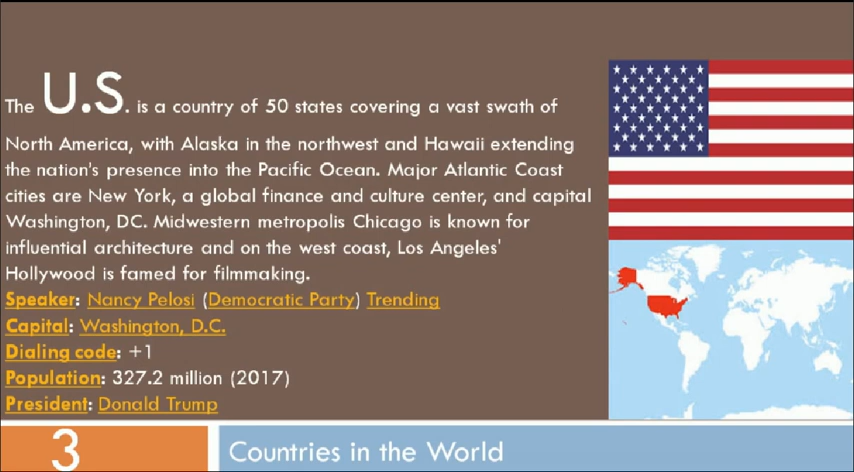 The U.S. is a country of 50 states covering a vast swath of
North America, with Alaska in the northwest and Hawaii extending
the nation's presence into the Pacific Ocean. Major Atlantic Coast
cities are New York, a global finance and culture center, and capital
Washington, DC. Midwestern metropolis Chicago is known for
influential architecture and on the west coast, Los Angeles'
Hollywood is famed for filmmaking.
Speaker: Nancy Pelosi (Democratic Party) Trending
Capital: Washington, D.C.
Dialing code: +1
Population: 327.2 million (2017)
President: Donald Trump
3
Countries in the World